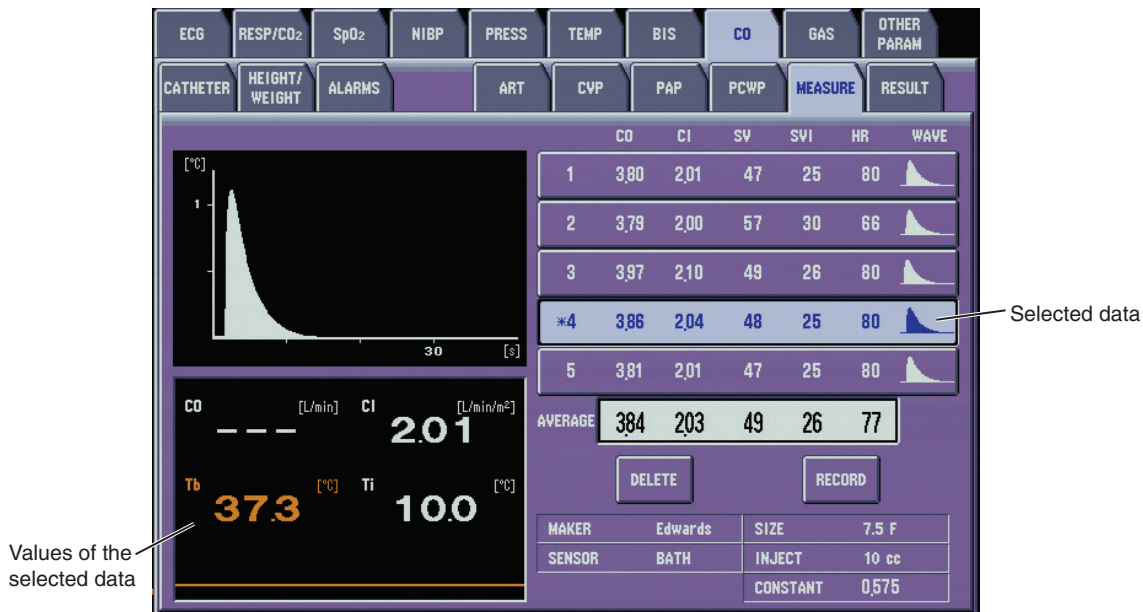 ECG RESP/CO2 SpO2 NIBP PRESS TEMP BIS CO GAS OTHER PARAM
CATHETER HEIGHT/ WEIGHT ALARMS ART CVP PAP PCWP MEASURE RESULT
CO CI SV SVI HR WAVE
[°C]
1
30 [s]
1 3.80 2.01 47 25 80
2 3.79 2.00 57 30 66
3 3.97 2.10 49 26 80
*4 3.86 2.04 48 25 80
Selected data
5 3.81 2.01 47 25 80
AVERAGE 3.84 2.03 49 26 77
DELETE RECORD
CO [L/min] CI [L/min/m²]
--- 2.01
Tb [°C] Ti [°C]
37.3 10.0
Values of the
selected data
MAKER Edwards SIZE 7.5 F
SENSOR BATH INJECT 10 cc
CONSTANT 0.575